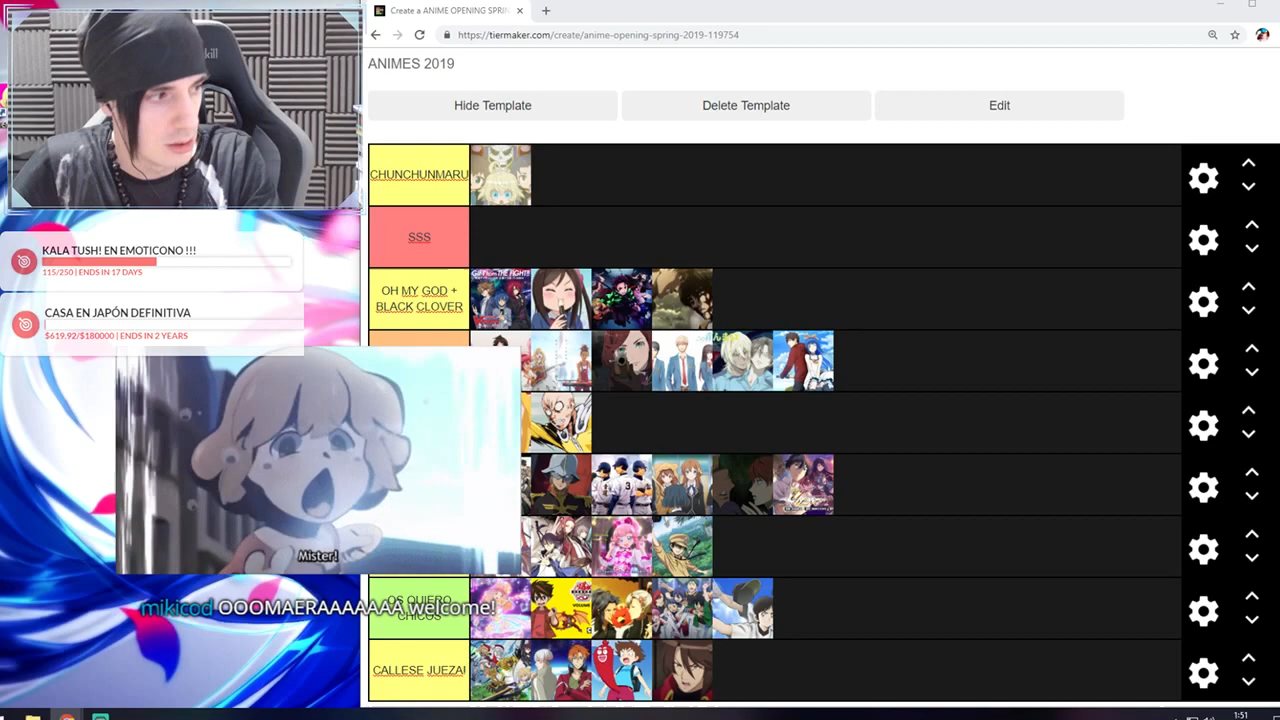 Create a ANIME OPENING SPRIN
https://tiermaker.com/create/anime-opening-spring-2019-119754
ANIMES 2019
Hide Template
Delete Template
Edit
CHUNCHUNMARU
SSS
OH MY GOD +
BLACK CLOVER
KALA TUSH! EN EMOTICONO !!!
115/250 | ENDS IN 17 DAYS
CASA EN JAPÓN DEFINITIVA
$619.92/$180000 | ENDS IN 2 YEARS
Mister!
mikicod OOOMAERAAAAAAA welcome!
OS QUIERO
CHICOS
CALLESE JUEZA!
1:51